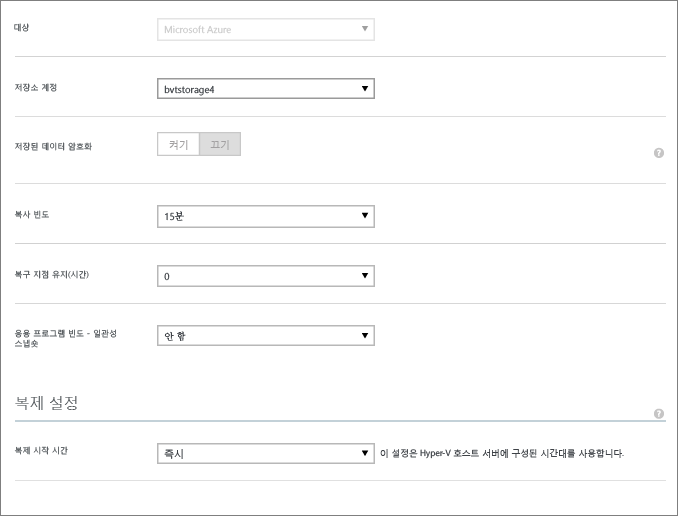 대상
Microsoft Azure
저장소 계정
bvtstorage4
저장된 데이터 암호화
켜기 끄기
?
복사 빈도
15분
복구 지점 유지(시간)
0
응용 프로그램 빈도 - 일관성
스냅숏
안 함
복제 설정
?
복제 시작 시간
즉시
이 설정은 Hyper-V 호스트 서버에 구성된 시간대를 사용합니다.